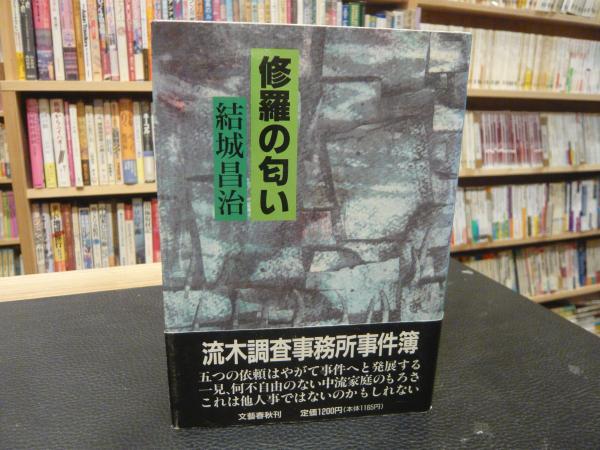 修羅の匂い
結城昌治
流木調査事務所事件簿
五つの依頼はやがて事件へと発展する
一見、何不自由のない中流家庭のもろさ
これは他人事ではないのかもしれない
文藝春秋刊 定価1200円(本体1165円)